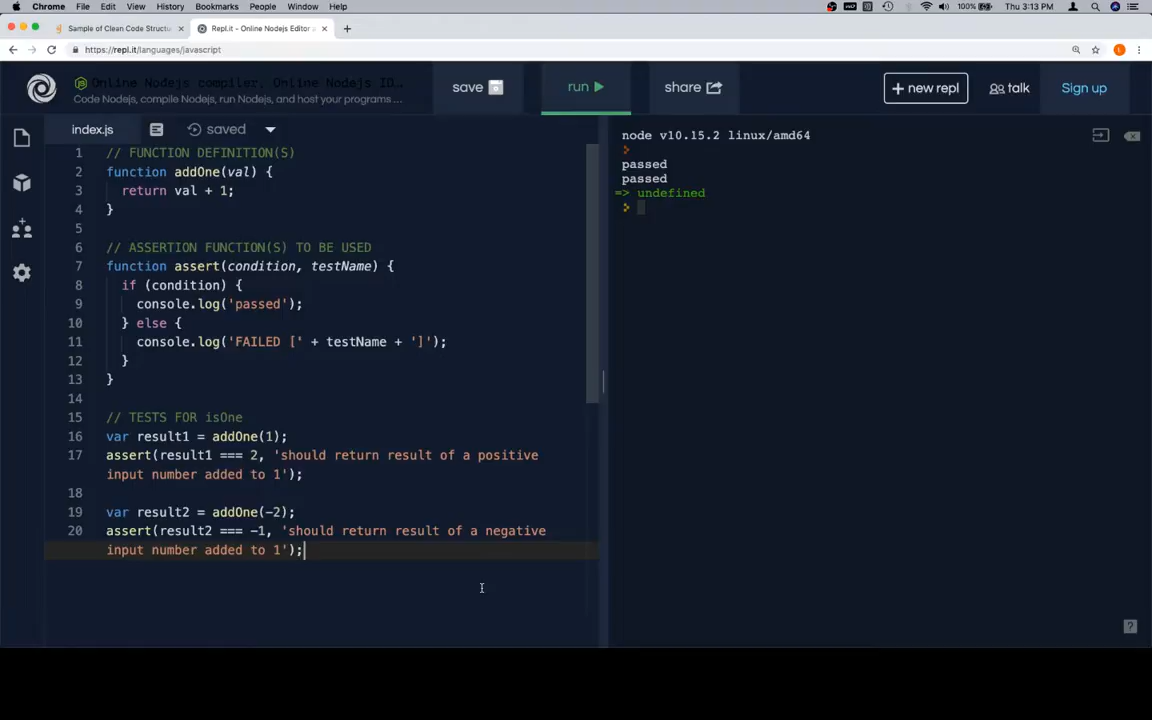 Chrome File Edit View History Bookmarks People Window Help 100% Thu 3:13 PM
Sample of Clean Code Structu × Repl.it - Online Nodejs Editor × +
https://repl.it/languages/javascript
Online Nodejs compiler, Online Nodejs ID...
Code Nodejs, compile Nodejs, run Nodejs, and host your programs ...
save run share + new repl talk Sign up
index.js saved
1 // FUNCTION DEFINITION(S)
2 function addOne(val) {
3 return val + 1;
4 }
5
6 // ASSERTION FUNCTION(S) TO BE USED
7 function assert(condition, testName) {
8 if (condition) {
9 console.log('passed');
10 } else {
11 console.log('FAILED [' + testName + ']');
12 }
13 }
14
15 // TESTS FOR isOne
16 var result1 = addOne(1);
17 assert(result1 === 2, 'should return result of a positive
input number added to 1');
18
19 var result2 = addOne(-2);
20 assert(result2 === -1, 'should return result of a negative
input number added to 1');
node v10.15.2 linux/amd64
passed
passed
=> undefined
?